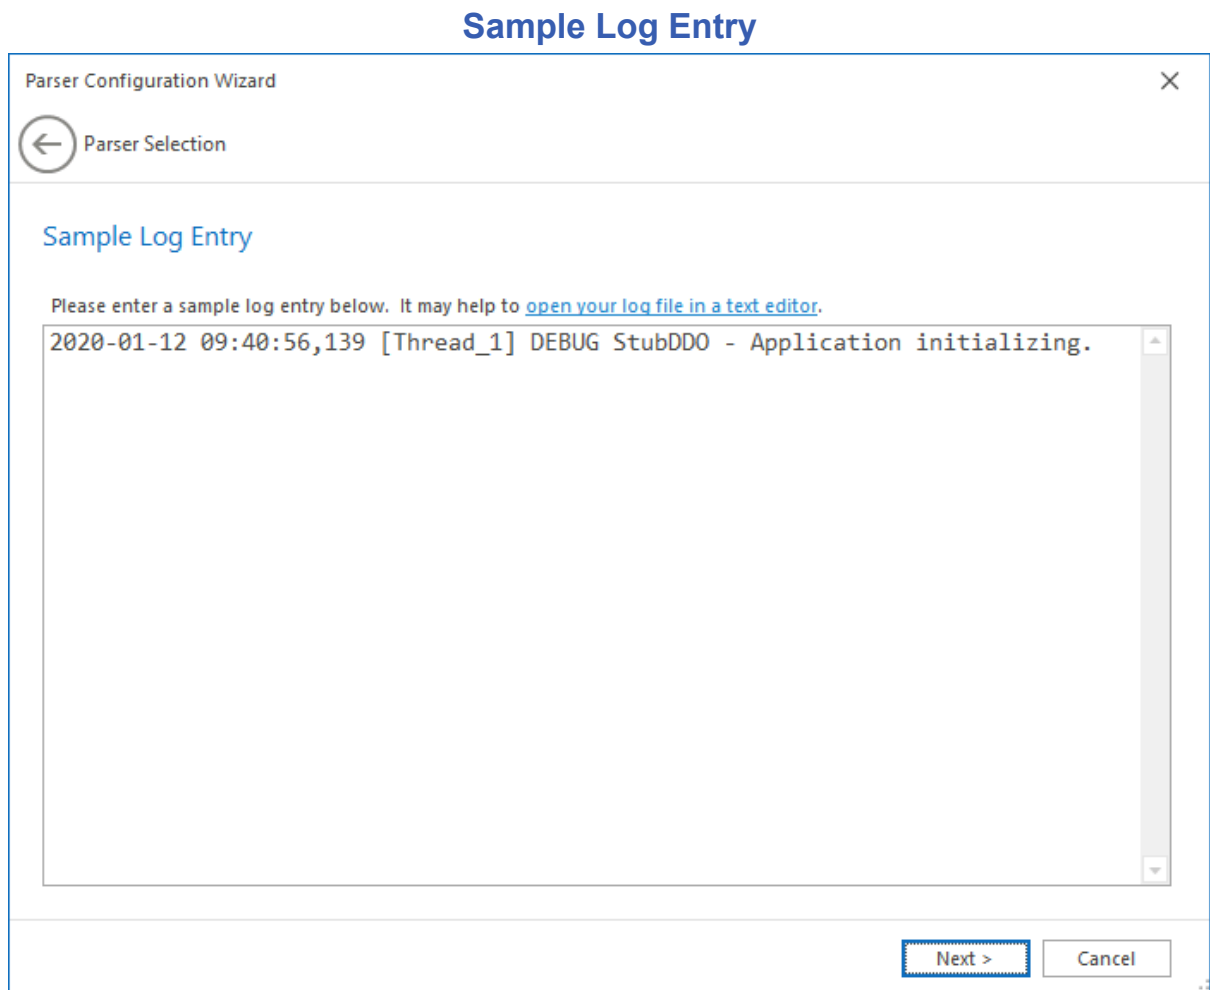 Sample Log Entry
Parser Configuration Wizard
Parser Selection
Sample Log Entry
Please enter a sample log entry below.  It may help to open your log file in a text editor.
2020-01-12 09:40:56,139 [Thread_1] DEBUG StubDDO - Application initializing.
Next >
Cancel